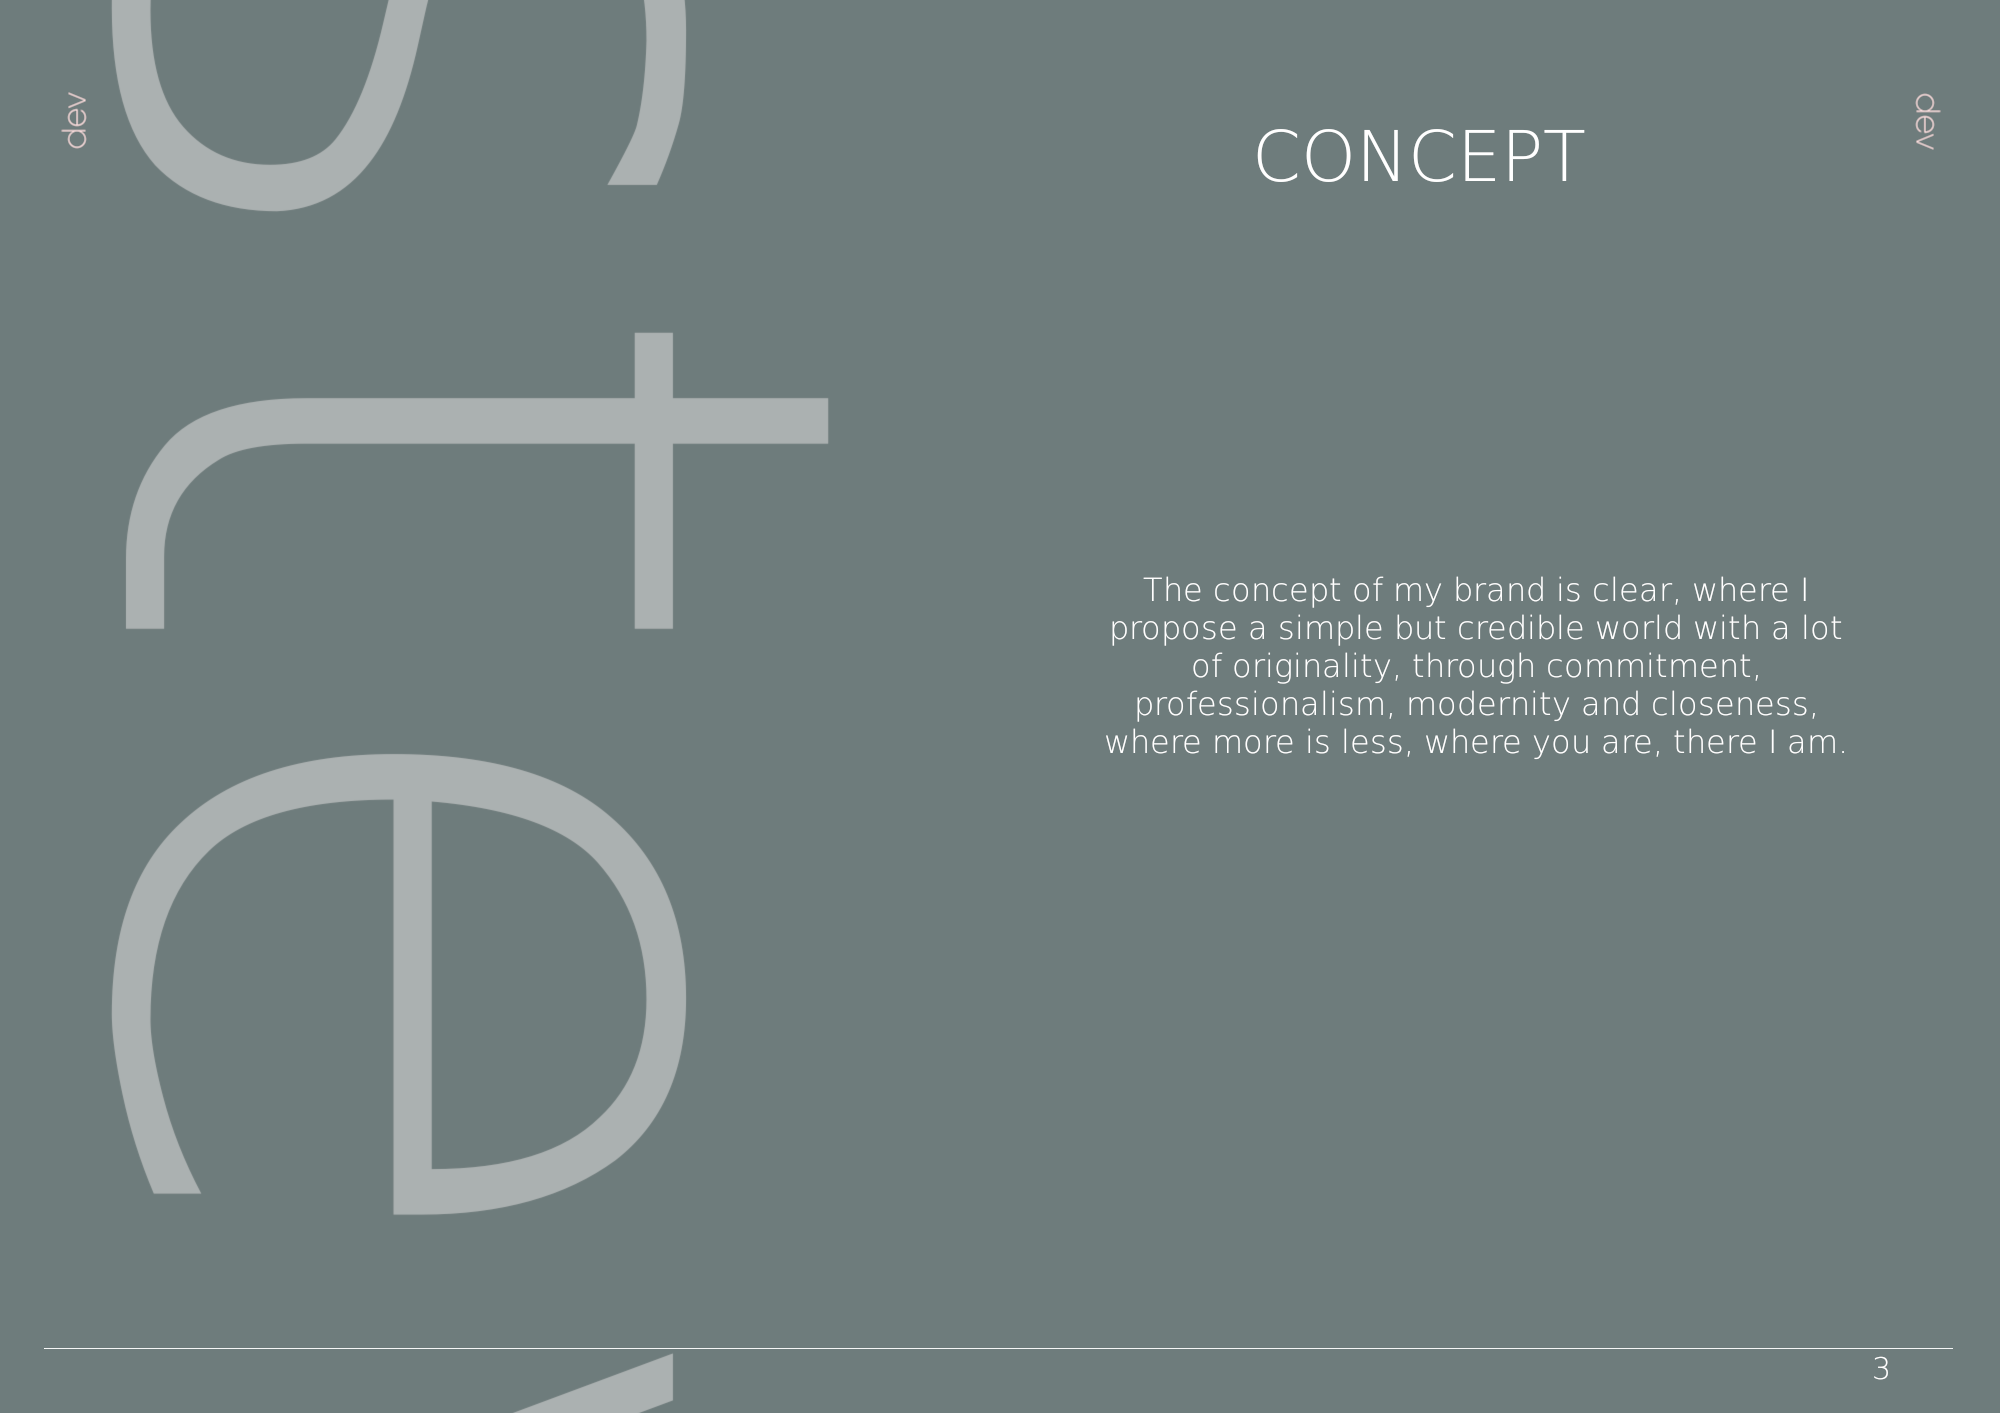 dev
dev
CONCEPT
The concept of my brand is clear, where I
propose a simple but credible world with a lot
of originality, through commitment,
professionalism, modernity and closeness,
where more is less, where you are, there I am.
3